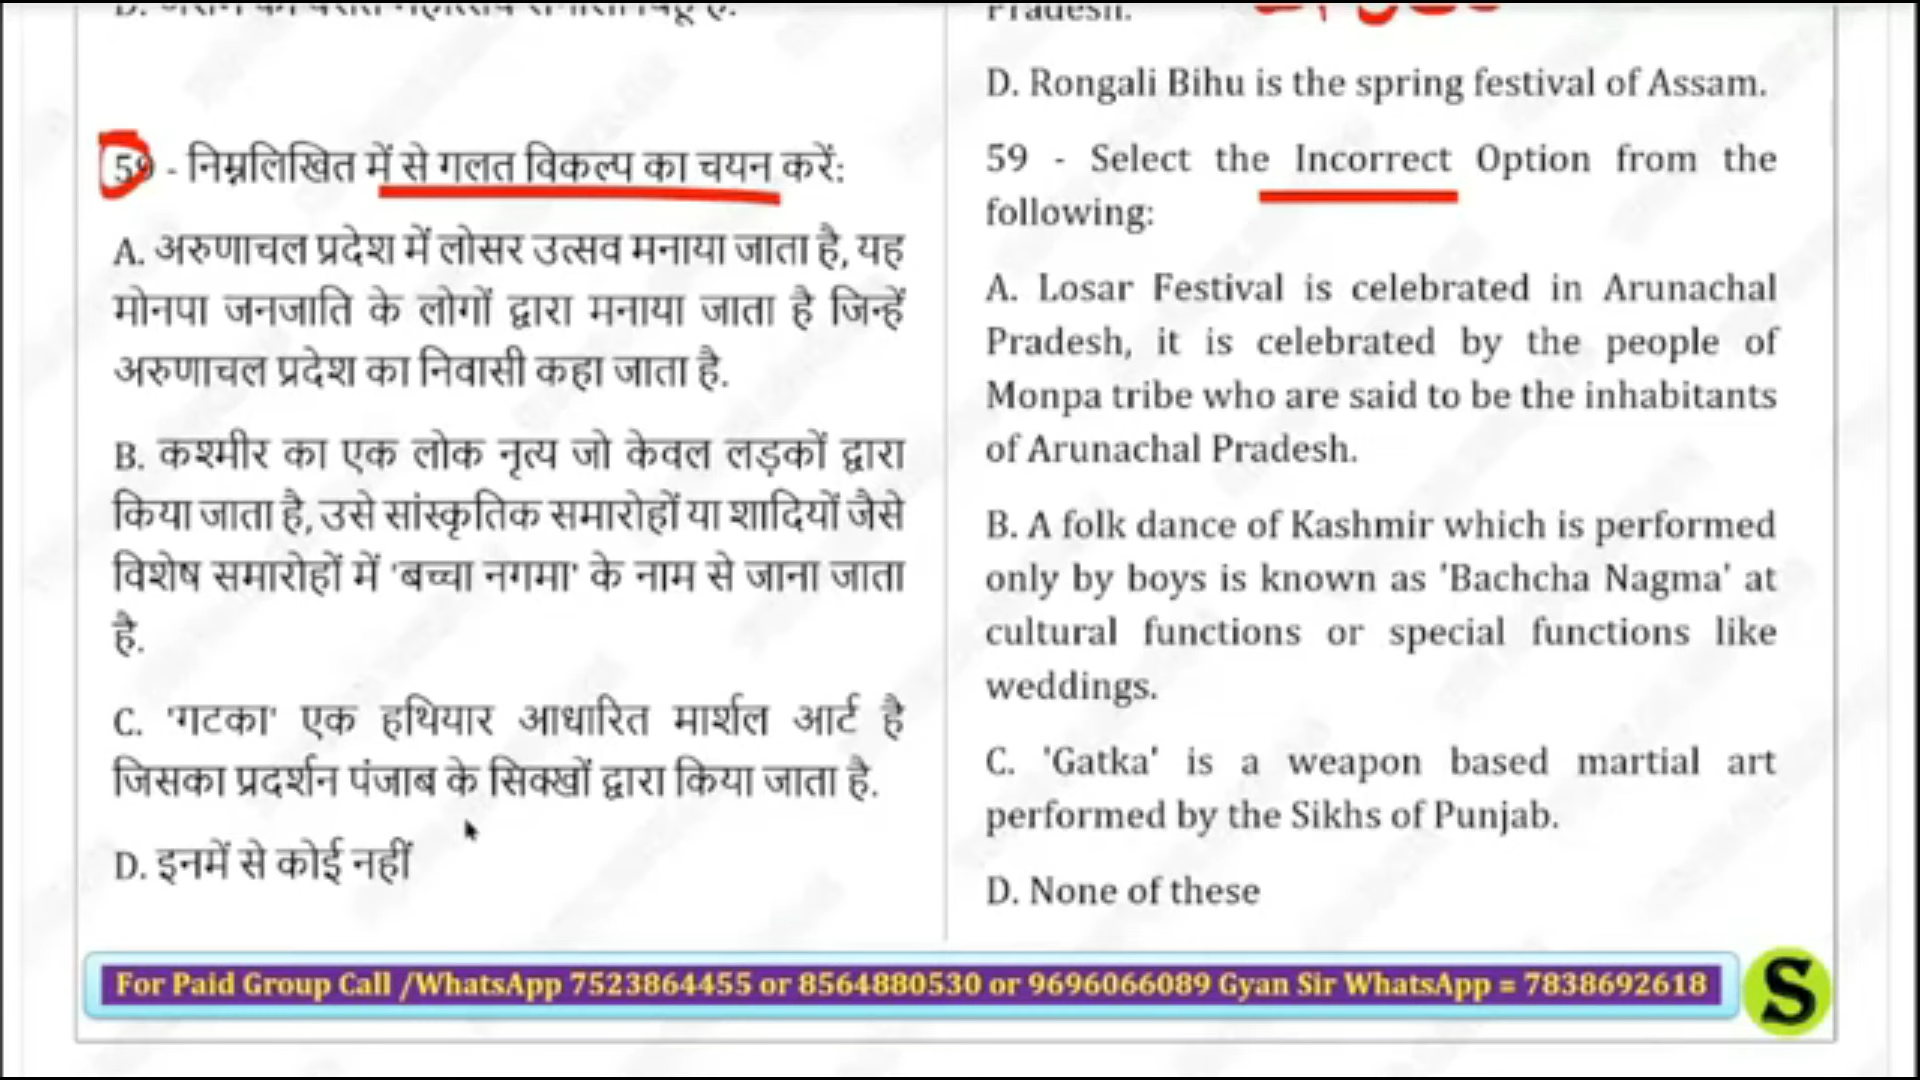 59 - निम्नलिखित में से गलत विकल्प का चयन करें:
A. अरुणाचल प्रदेश में लोसर उत्सव मनाया जाता है, यह
मोनपा जनजाति के लोगों द्वारा मनाया जाता है जिन्हें
अरुणाचल प्रदेश का निवासी कहा जाता है.
B. कश्मीर का एक लोक नृत्य जो केवल लड़कों द्वारा
किया जाता है, उसे सांस्कृतिक समारोहों या शादियों जैसे
विशेष समारोहों में 'बच्चा नगमा' के नाम से जाना जाता
है.
C. 'गटका' एक हथियार आधारित मार्शल आर्ट है
जिसका प्रदर्शन पंजाब के सिक्खों द्वारा किया जाता है.
D. इनमें से कोई नहीं
Pradesh.
D. Rongali Bihu is the spring festival of Assam.
59 - Select the Incorrect Option from the
following:
A. Losar Festival is celebrated in Arunachal
Pradesh, it is celebrated by the people of
Monpa tribe who are said to be the inhabitants
of Arunachal Pradesh.
B. A folk dance of Kashmir which is performed
only by boys is known as 'Bachcha Nagma' at
cultural functions or special functions like
weddings.
C. 'Gatka' is a weapon based martial art
performed by the Sikhs of Punjab.
D. None of these
For Paid Group Call /WhatsApp 7523864455 or 8564880530 or 9696066089 Gyan Sir WhatsApp = 7838692618
S